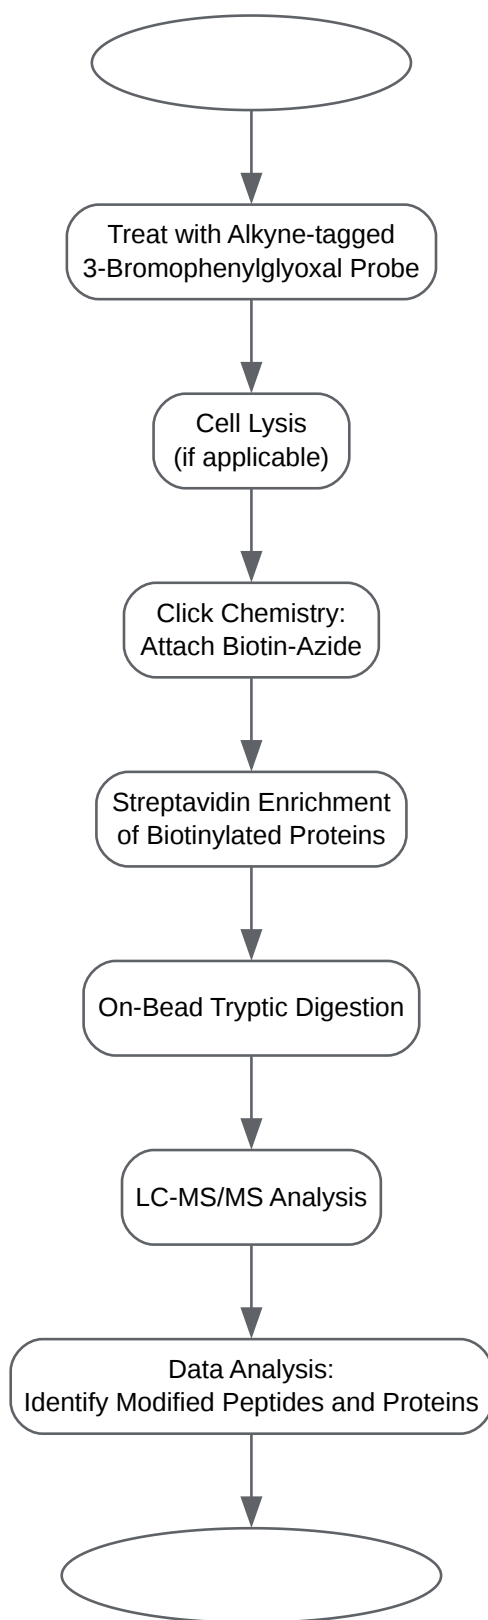 Treat with Alkyne-tagged
3-Bromophenylglyoxal Probe
Cell Lysis
(if applicable)
Click Chemistry:
Attach Biotin-Azide
Streptavidin Enrichment
of Biotinylated Proteins
On-Bead Tryptic Digestion
LC-MS/MS Analysis
Data Analysis:
Identify Modified Peptides and Proteins